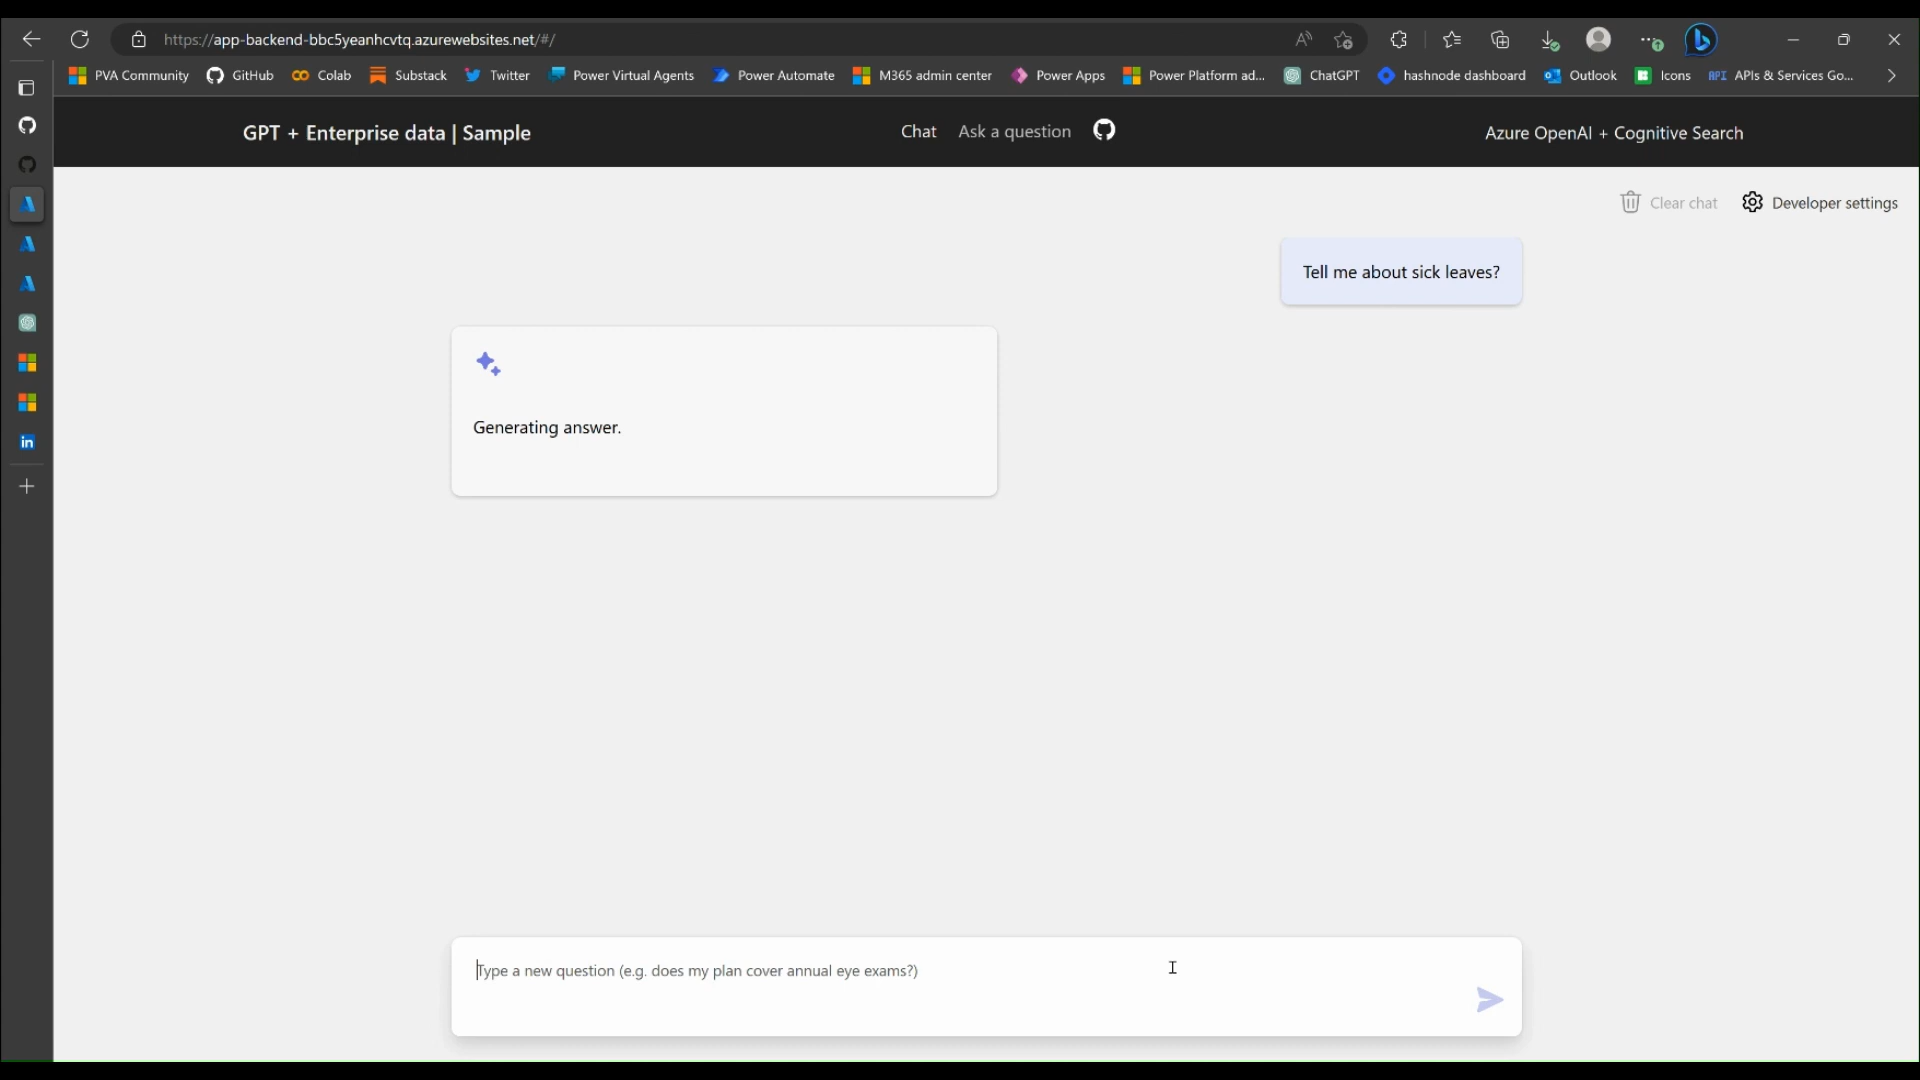 https://app-backend-bbc5yeanhcvtq.azurewebsites.net/#/
PVA Community GitHub Colab Substack Twitter Power Virtual Agents Power Automate M365 admin center Power Apps Power Platform ad... ChatGPT hashnode dashboard Outlook Icons API APIs & Services Go...
GPT + Enterprise data | Sample Chat Ask a question Azure OpenAI + Cognitive Search
Clear chat Developer settings
Tell me about sick leaves?
Generating answer.
Type a new question (e.g. does my plan cover annual eye exams?)